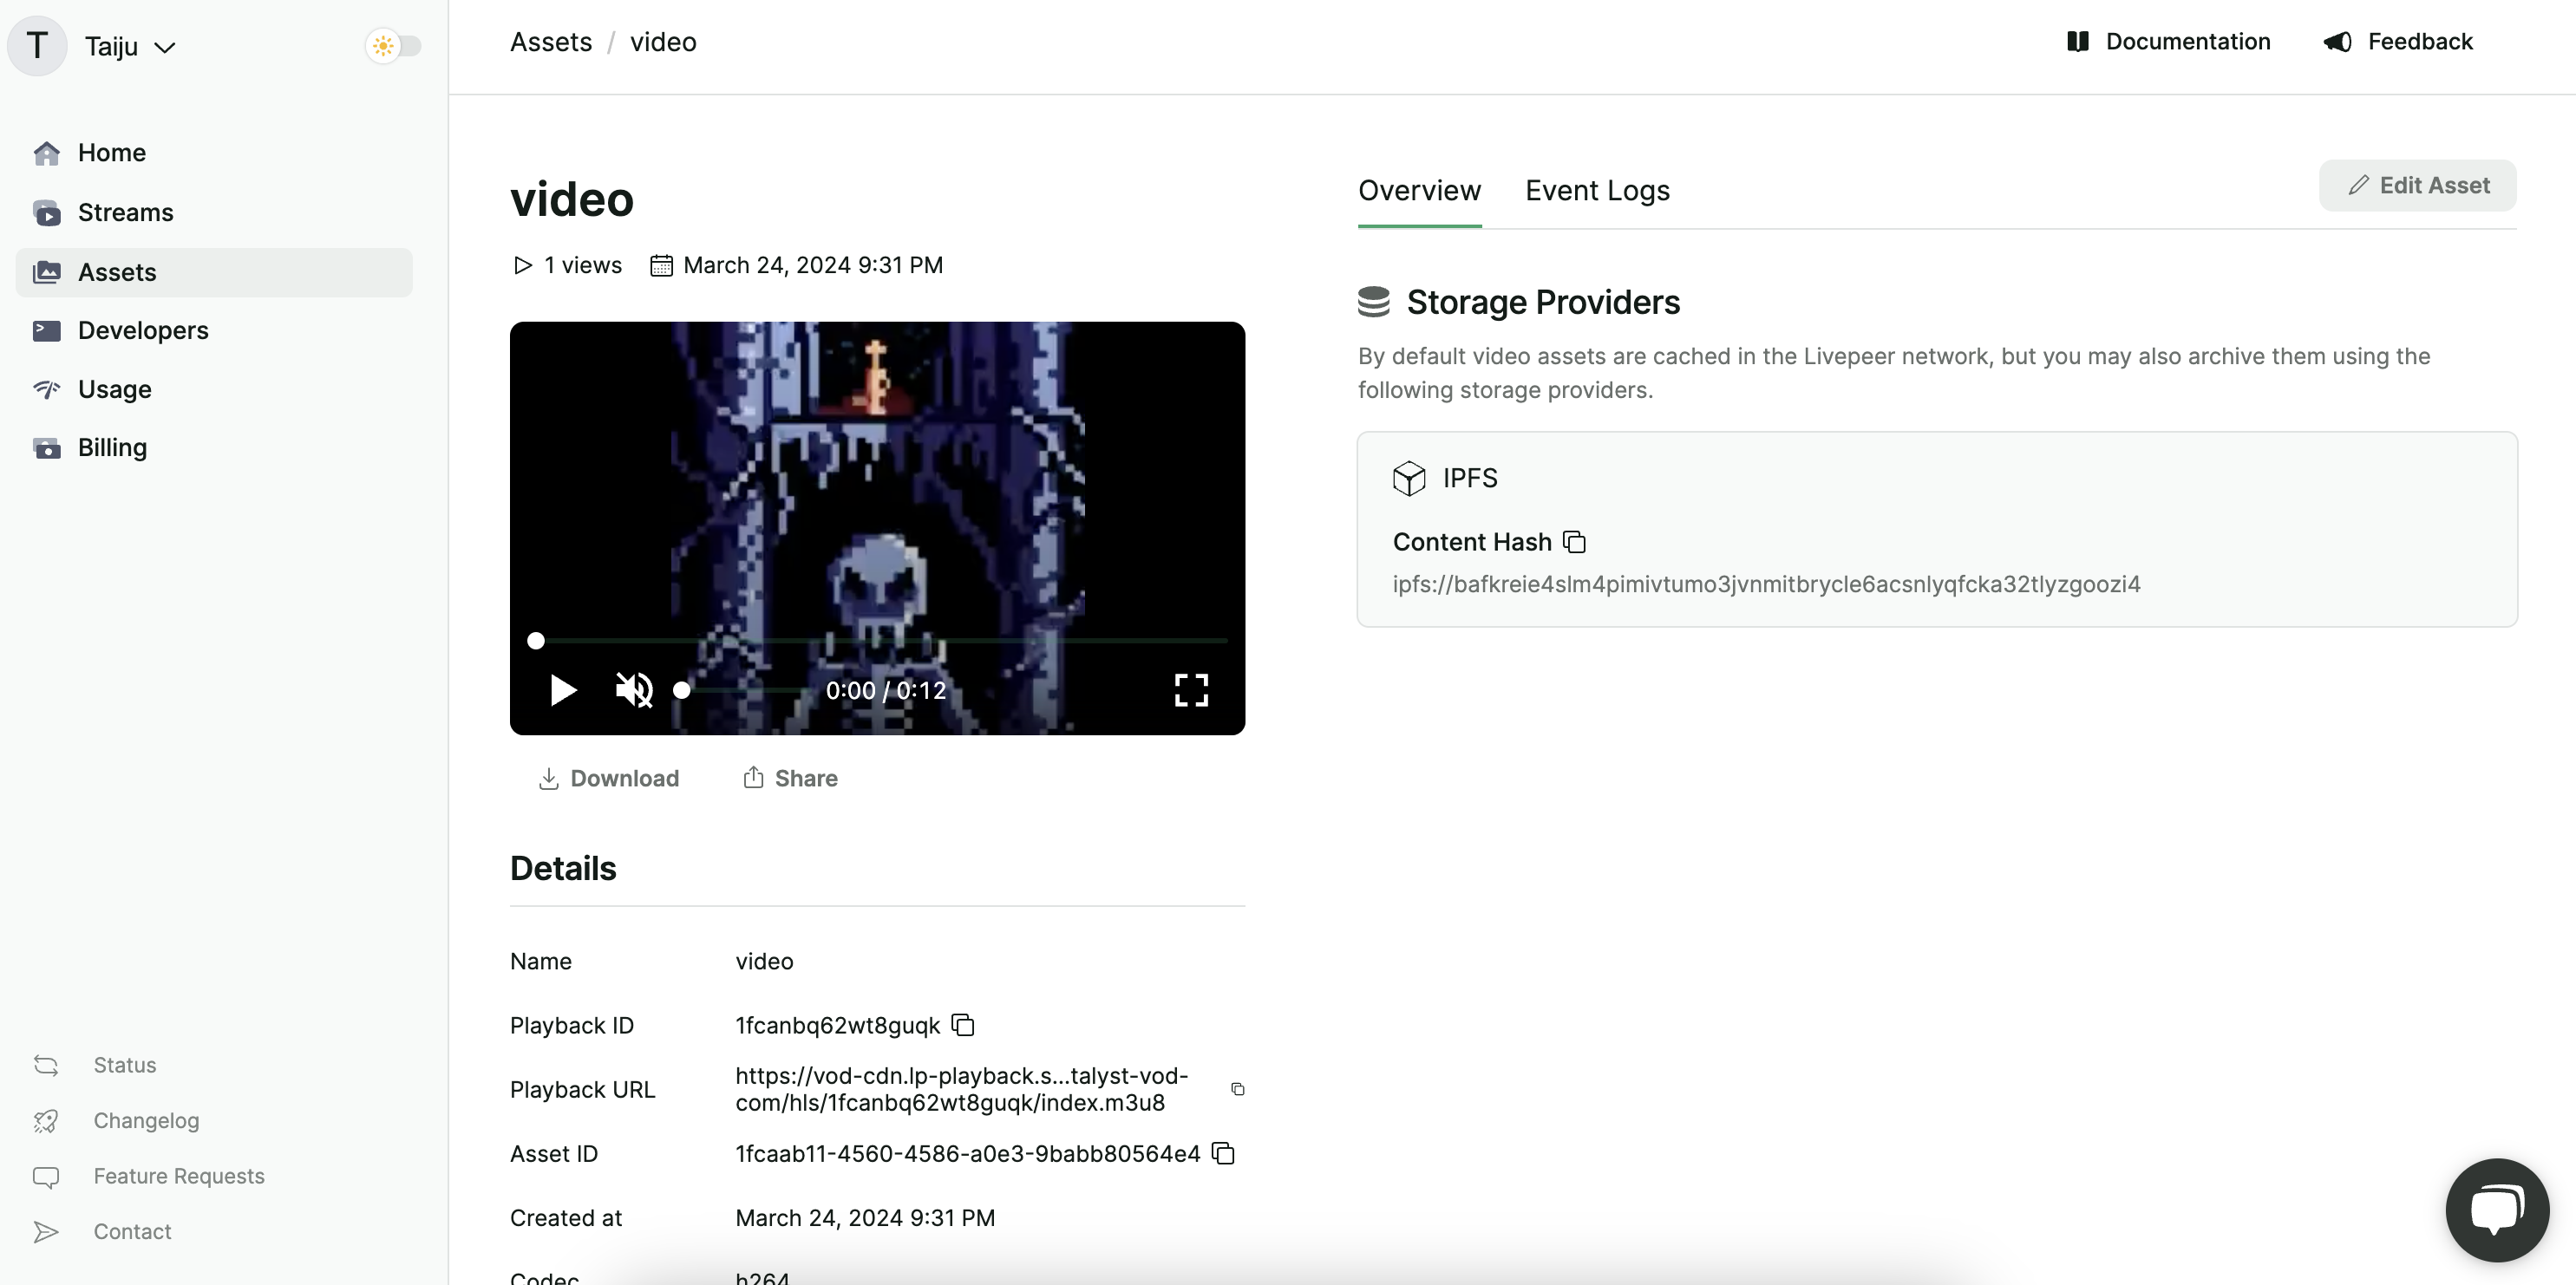 T
Taiju
Home
Streams
Assets
Developers
Usage
Billing
Status
Changelog
Feature Requests
Contact
Assets / video
Documentation
Feedback
video
1 views
March 24, 2024 9:31 PM
0:00 / 0:12
Download
Share
Details
Name
video
Playback ID
1fcanbq62wt8guqk
Playback URL
https://vod-cdn.lp-playback.s...talyst-vod-
com/hls/1fcanbq62wt8guqk/index.m3u8
Asset ID
1fcaab11-4560-4586-a0e3-9babb80564e4
Created at
March 24, 2024 9:31 PM
Codec
h264
Overview
Event Logs
Edit Asset
Storage Providers
By default video assets are cached in the Livepeer network, but you may also archive them using the
following storage providers.
IPFS
Content Hash
ipfs://bafkreie4slm4pimivtumo3jvnmitbrycle6acsnlyqfcka32tlyzgoozi4